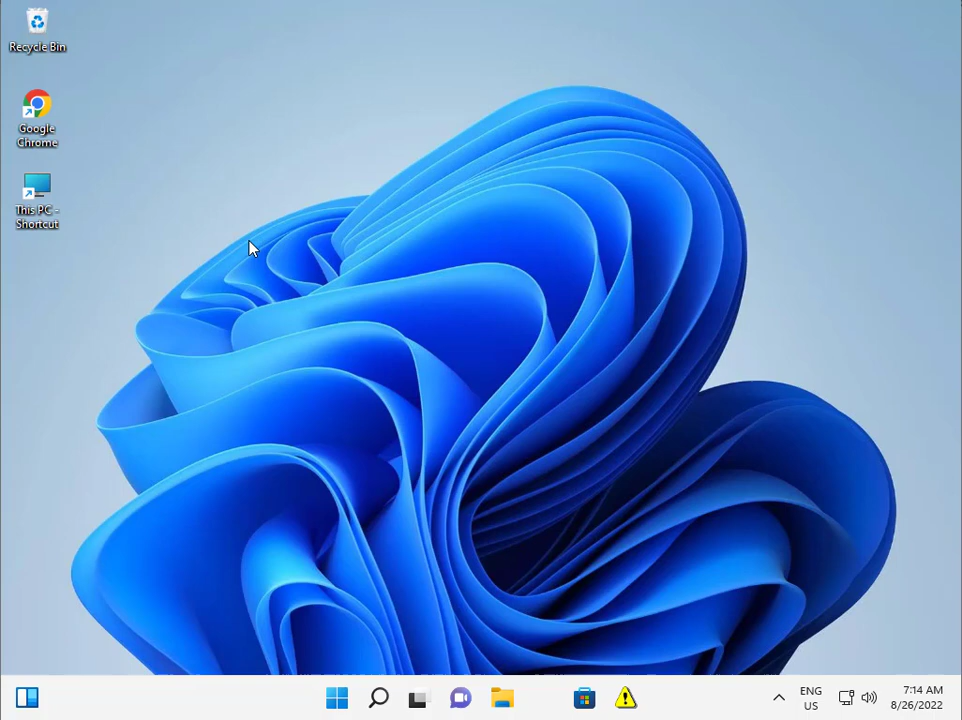 Recycle Bin
Google
Chrome
This PC -
Shortcut
ENG
US
7:14 AM
8/26/2022